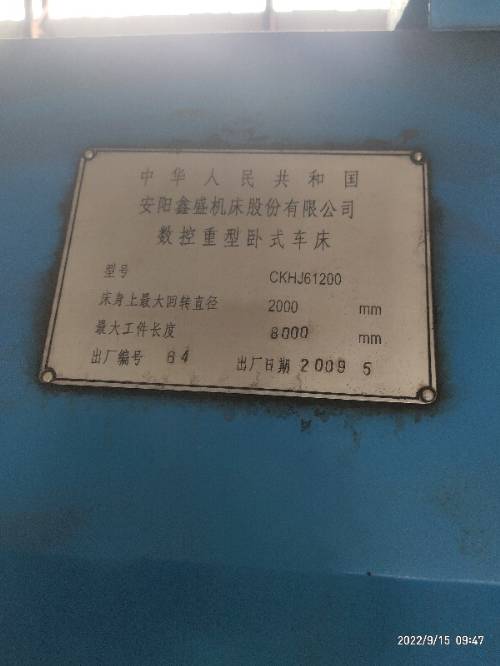 中华人民共和国
安阳鑫盛机床股份有限公司
数控重型卧式车床
型号 CKHJ61200
床身上最大回转直径 2000 mm
最大工件长度 8000 mm
出厂编号 64 出厂日期 2009 5
2022/9/15 09:47